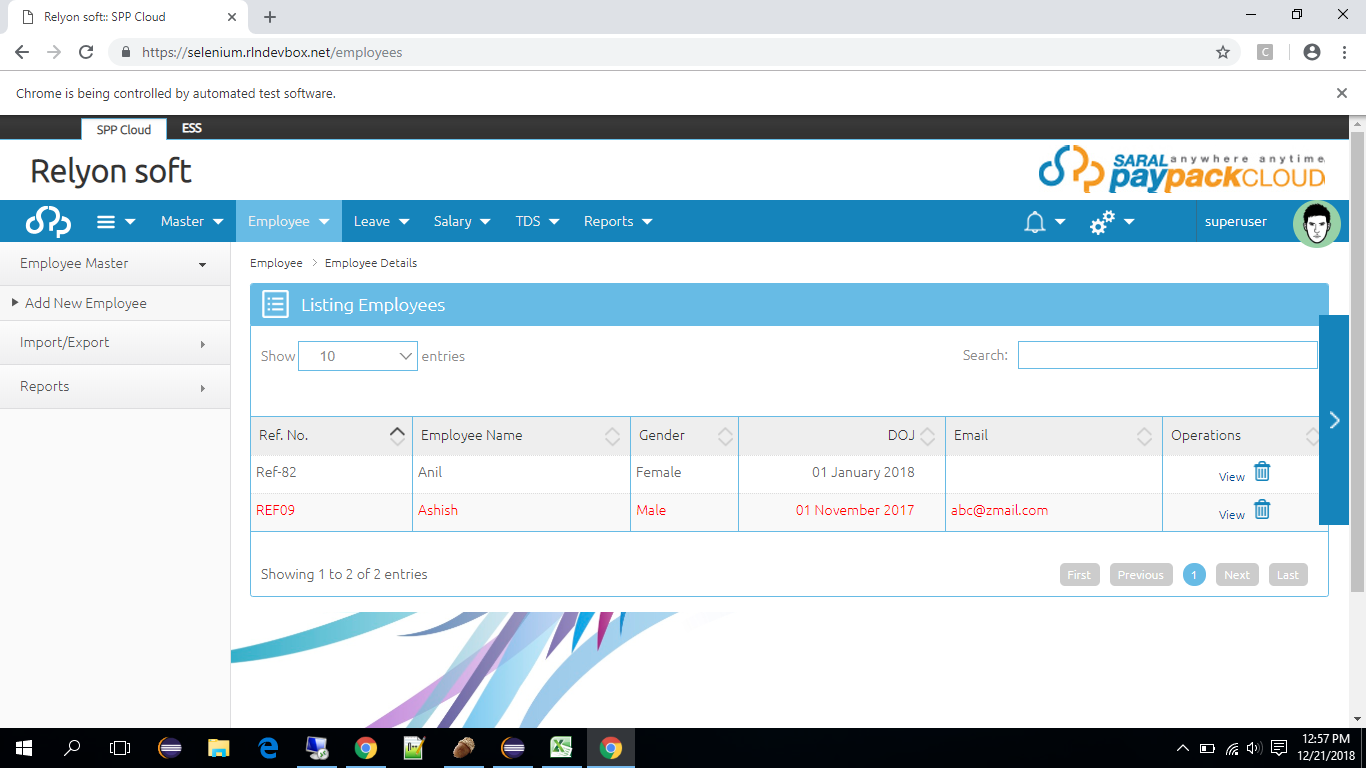 Relyon soft:: SPP Cloud
https://selenium.rlndevbox.net/employees
C
Chrome is being controlled by automated test software.
SPP Cloud ESS
Relyon soft
SARAL anywhere anytime
paypackCLOUD
Master Employee Leave Salary TDS Reports superuser
Employee Master
Add New Employee
Import/Export
Reports
Employee > Employee Details
Listing Employees
Show 10 entries Search:
Ref. No. Employee Name Gender DOJ Email Operations
Ref-82 Anil Female 01 January 2018 View
REF09 Ashish Male 01 November 2017 abc@zmail.com View
Showing 1 to 2 of 2 entries First Previous 1 Next Last
12:57 PM
12/21/2018